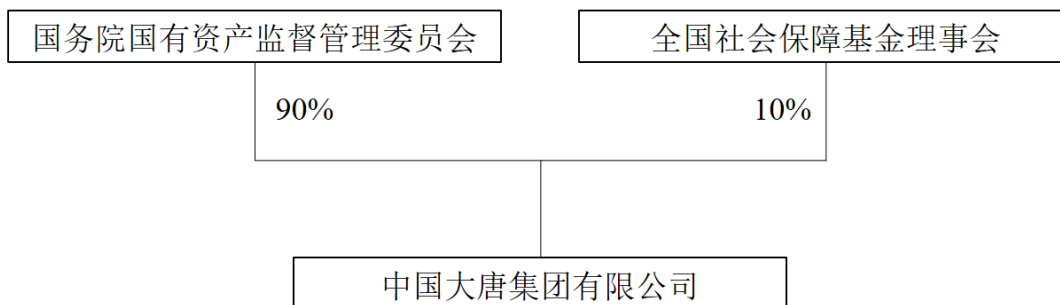 国务院国有资产监督管理委员会
全国社会保障基金理事会
90%
10%
中国大唐集团有限公司